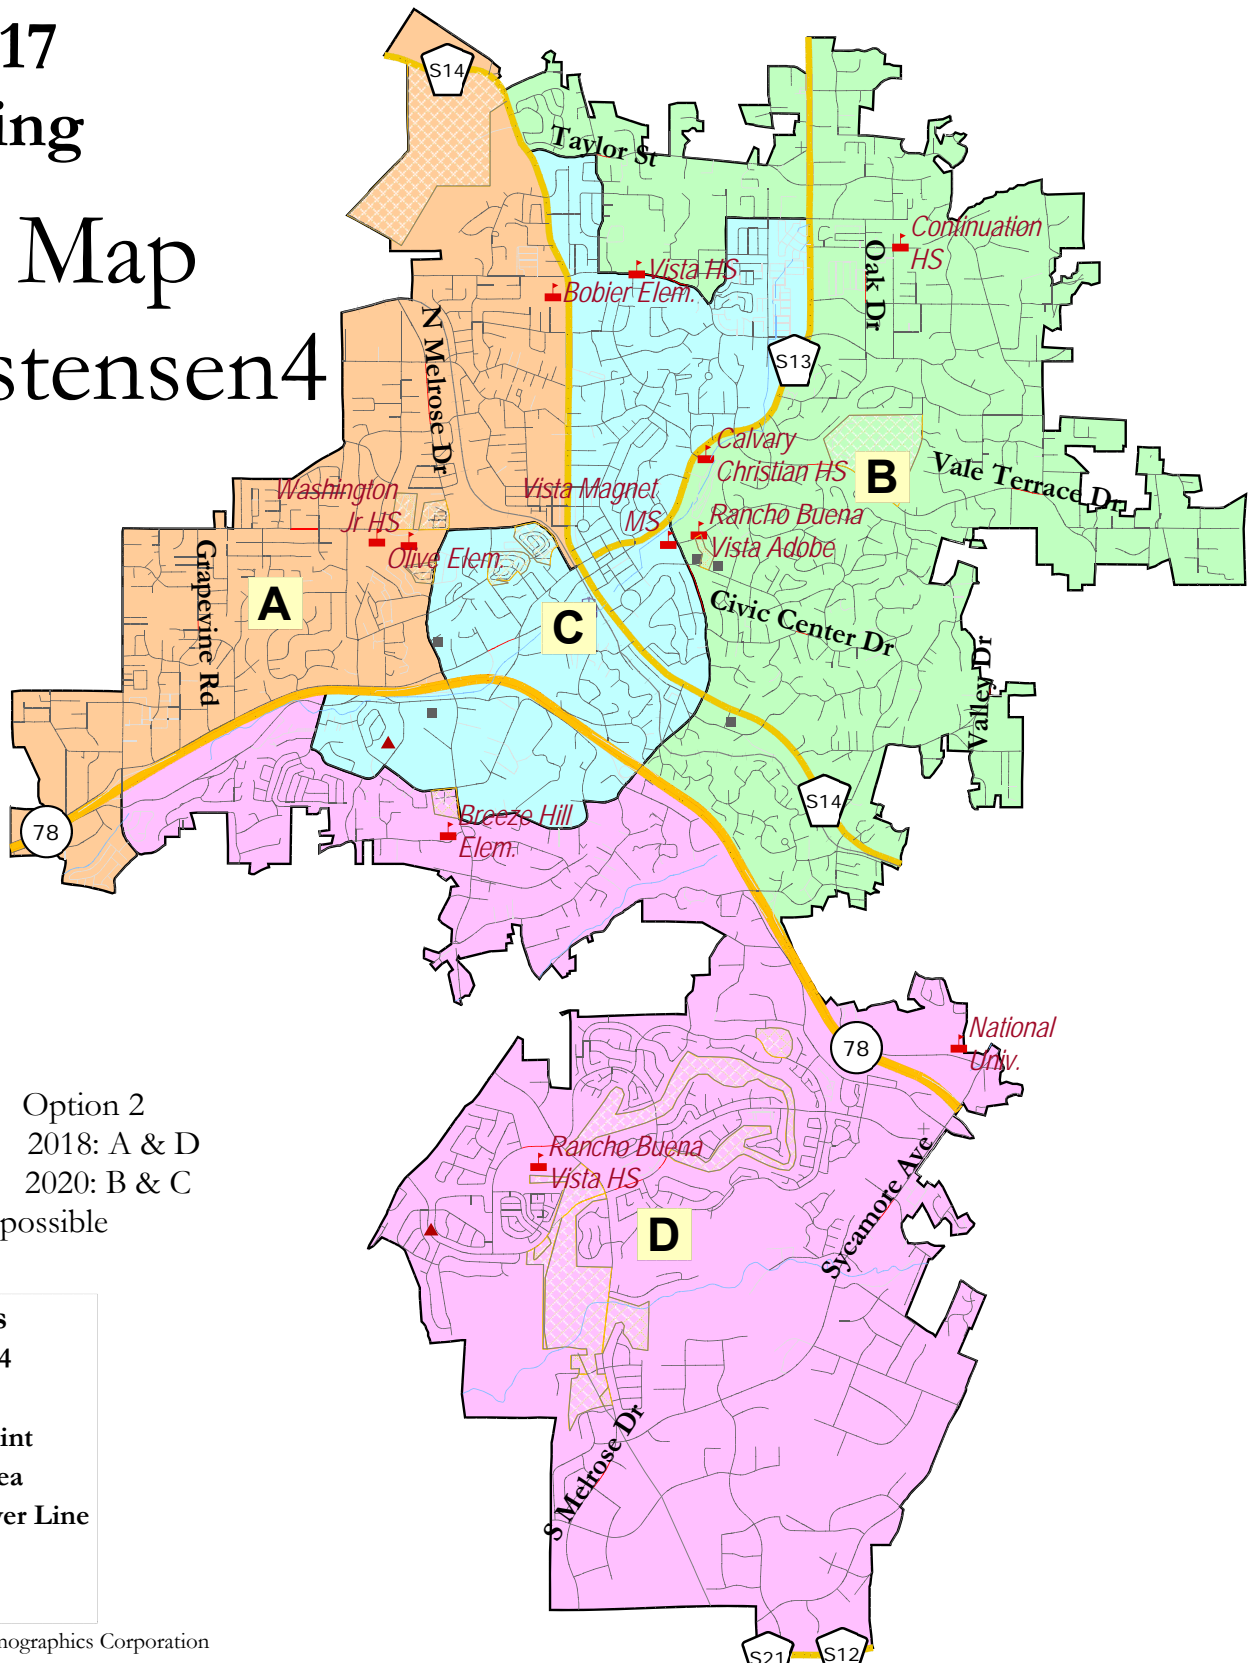 17
ing
Map
stensen4
S14
Taylor St
Continuation
HS
Oak Dr
Vista HS
Bobier Elem.
N Melrose Dr
S13
Calvary
Christian HS
B
Vale Terrace Dr
Washington
Jr HS
Vista Magnet
MS
Rancho Buena
Vista Adobe
Olive Elem.
Grapevine Rd
A
C
Civic Center Dr
Valley Dr
S14
78
Breeze Hill
Elem.
National
Univ.
78
Option 2
2018: A & D
2020: B & C
possible
Rancho Buena
Vista HS
Sycamore Ave
D
s
4
int
ea
ver Line
S Melrose Dr
mographics Corporation
S21
S12